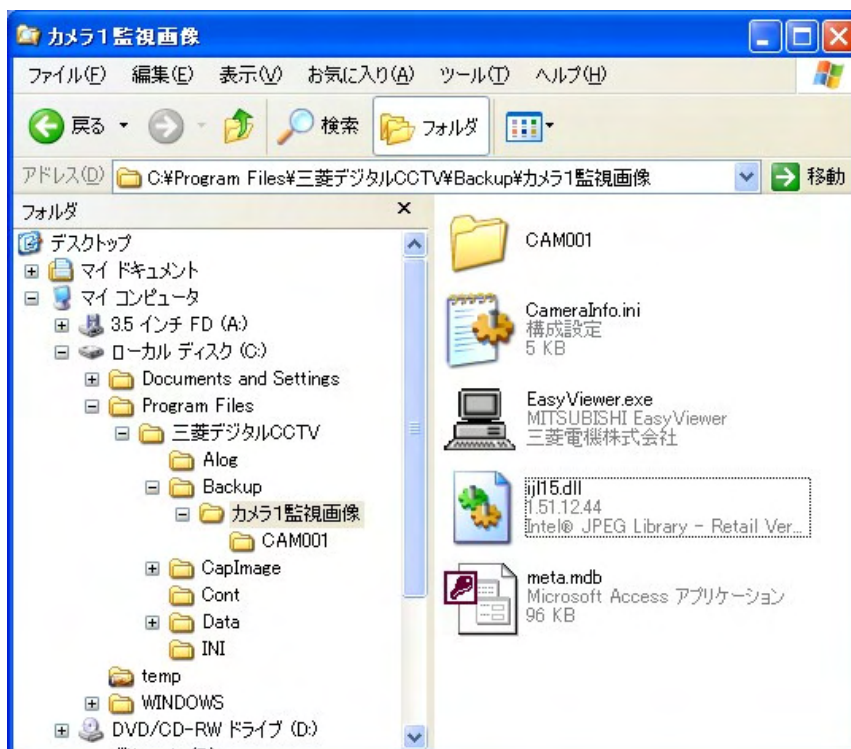 カメラ1監視画像
ファイル(F) 編集(E) 表示(V) お気に入り(A) ツール(T) ヘルプ(H)
戻る 検索 フォルダ
アドレス(D) C:¥Program Files¥三菱デジタルCCTV¥Backup¥カメラ1監視画像 移動
フォルダ ×
デスクトップ
マイ ドキュメント
マイ コンピュータ
3.5 インチ FD (A:)
ローカル ディスク (C:)
Documents and Settings
Program Files
三菱デジタルCCTV
Alog
Backup
カメラ1監視画像
CAM001
CapImage
Cont
Data
INI
temp
WINDOWS
DVD/CD-RW ドライブ (D:)
CAM001
CameraInfo.ini
構成設定
5 KB
EasyViewer.exe
MITSUBISHI EasyViewer
三菱電機株式会社
ijl15.dll
1.51.12.44
Intel® JPEG Library - Retail Ver...
meta.mdb
Microsoft Access アプリケーション
96 KB